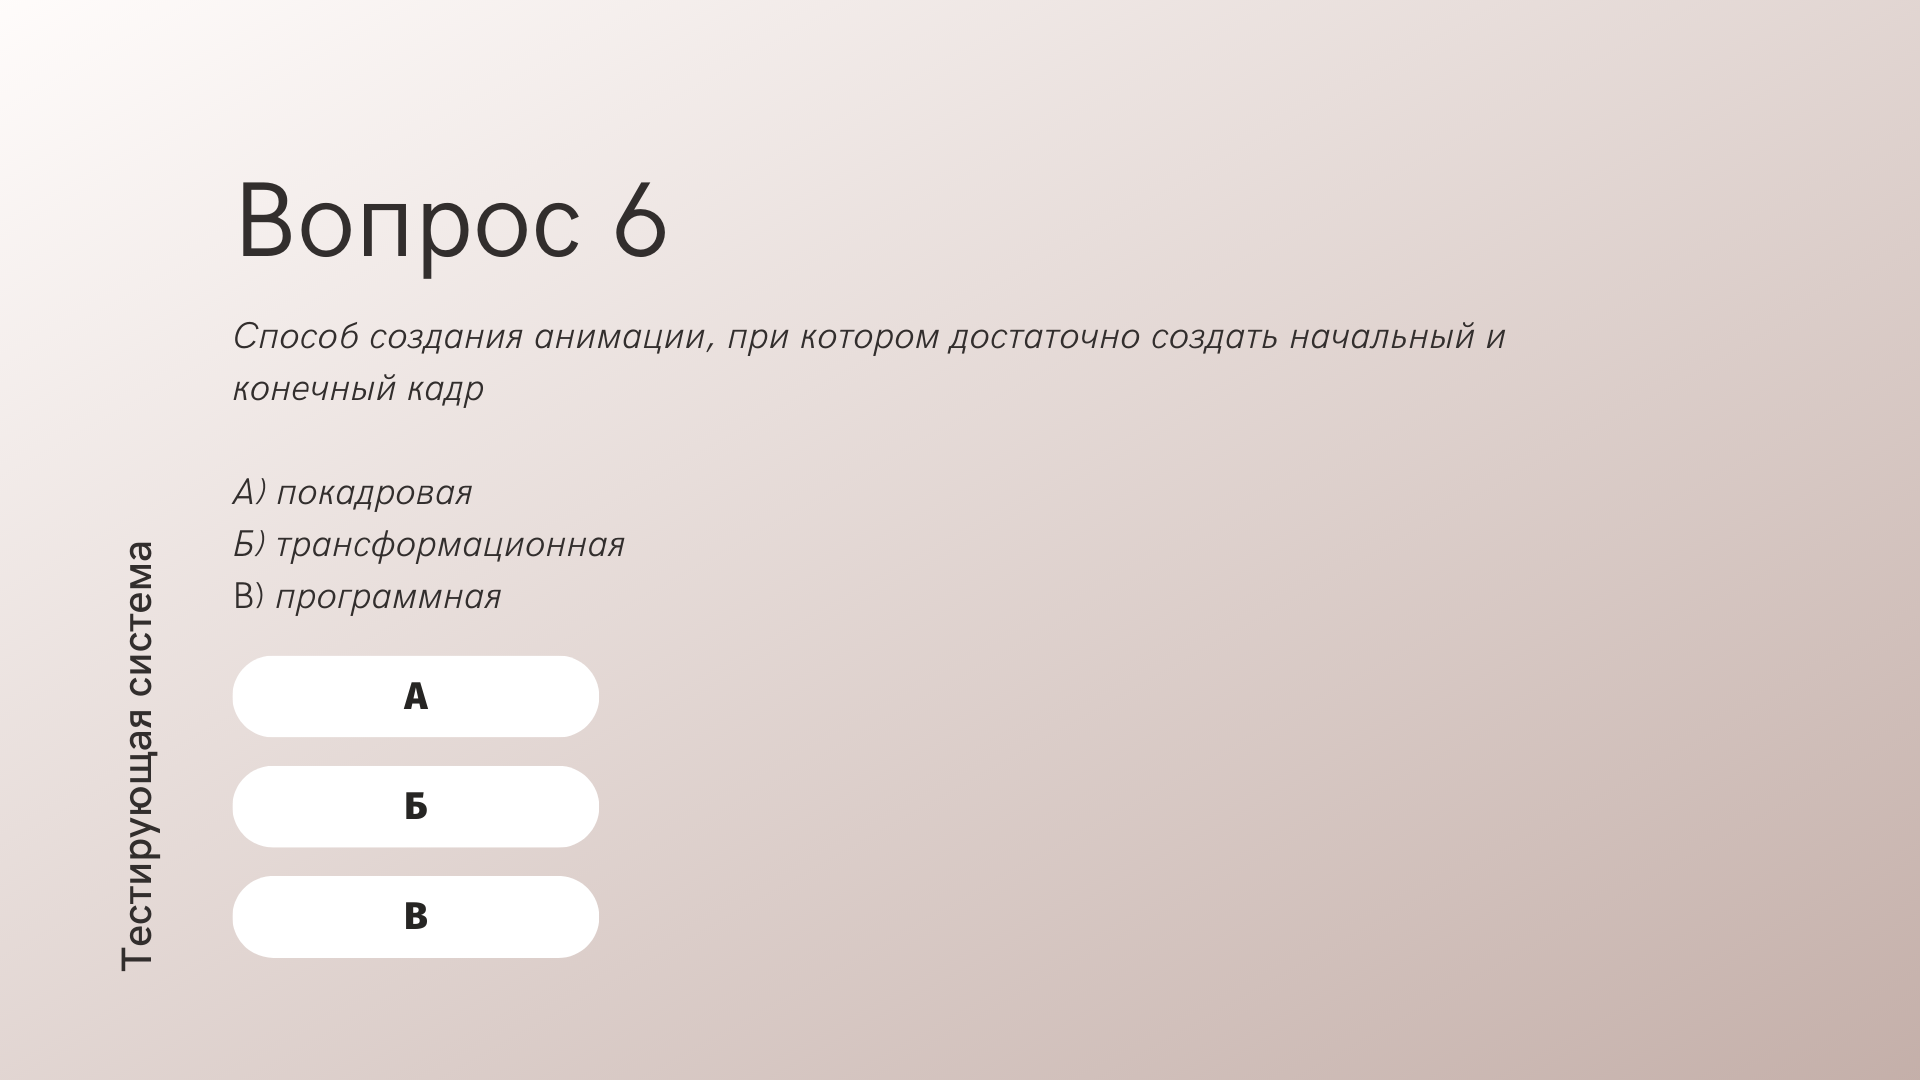 Вопрос 6
Способ создания анимации, при котором достаточно создать начальный и
конечный кадр
А) покадровая
Б) трансформационная
В) программная
А
Б
В
Тестирующая система